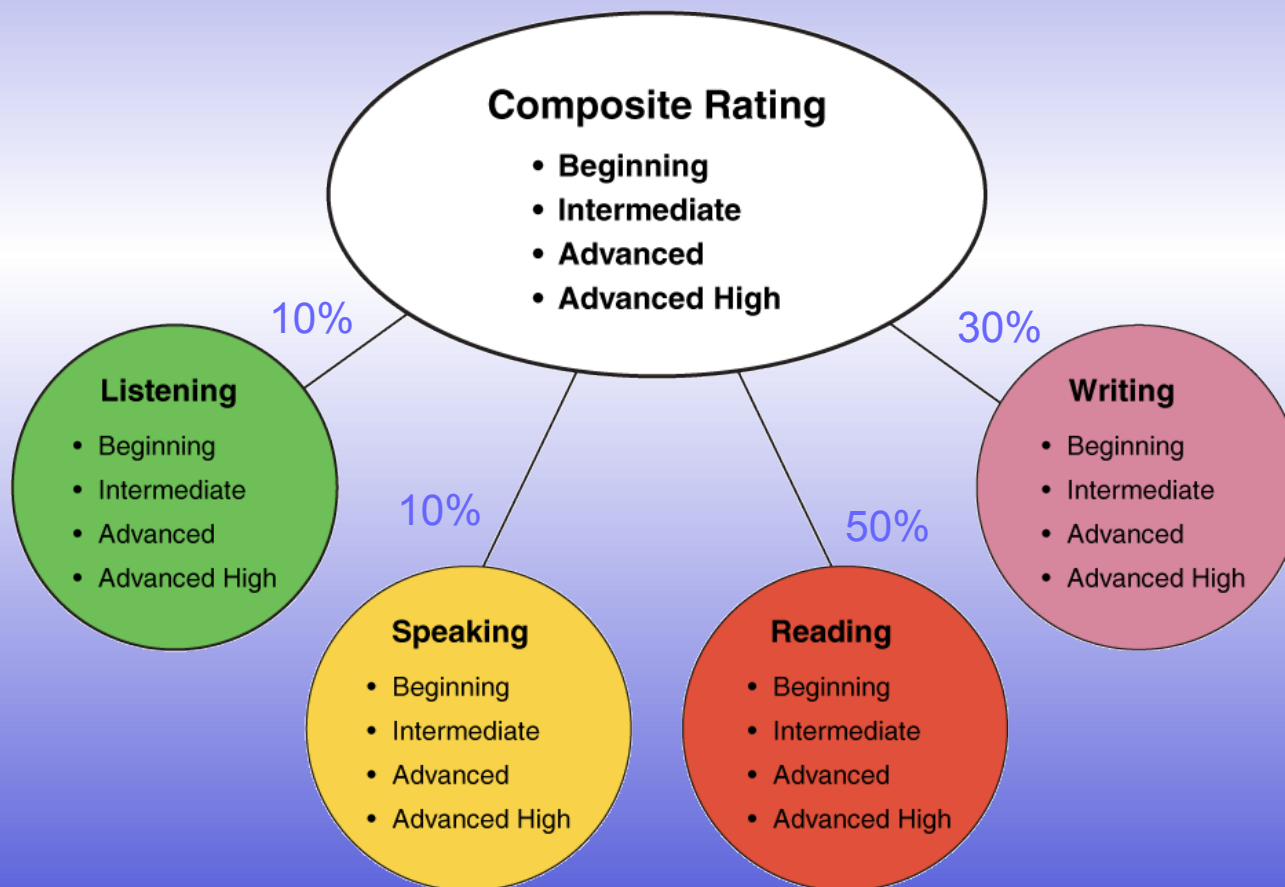 Composite Rating
• Beginning
• Intermediate
• Advanced
• Advanced High
10%
30%
Listening
• Beginning
• Intermediate
• Advanced
• Advanced High
Writing
• Beginning
• Intermediate
• Advanced
• Advanced High
10%
50%
Speaking
• Beginning
• Intermediate
• Advanced
• Advanced High
Reading
• Beginning
• Intermediate
• Advanced
• Advanced High